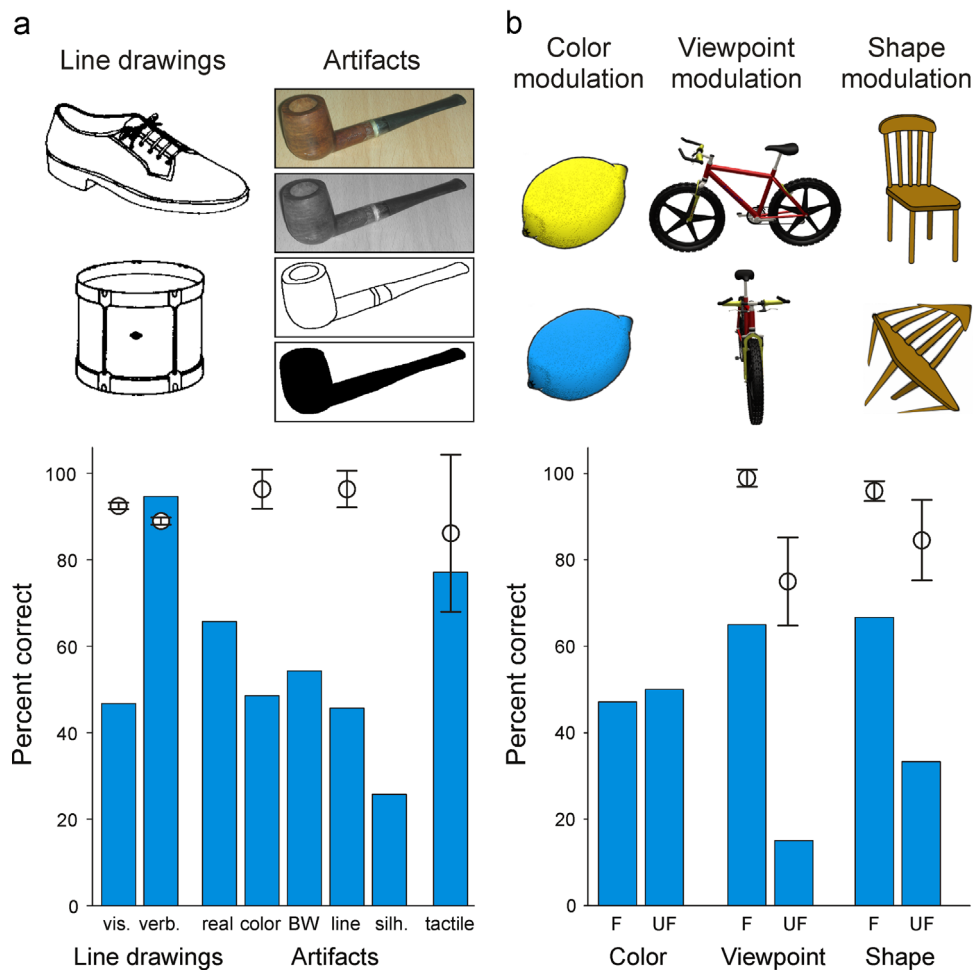 a
Line drawings
Artifacts
b
Color
modulation
Viewpoint
modulation
Shape
modulation
Percent correct
100
80
60
40
20
0
vis. verb. real color BW line silh. tactile
Line drawings
Artifacts
Percent correct
100
80
60
40
20
0
F UF F UF F UF
Color Viewpoint Shape